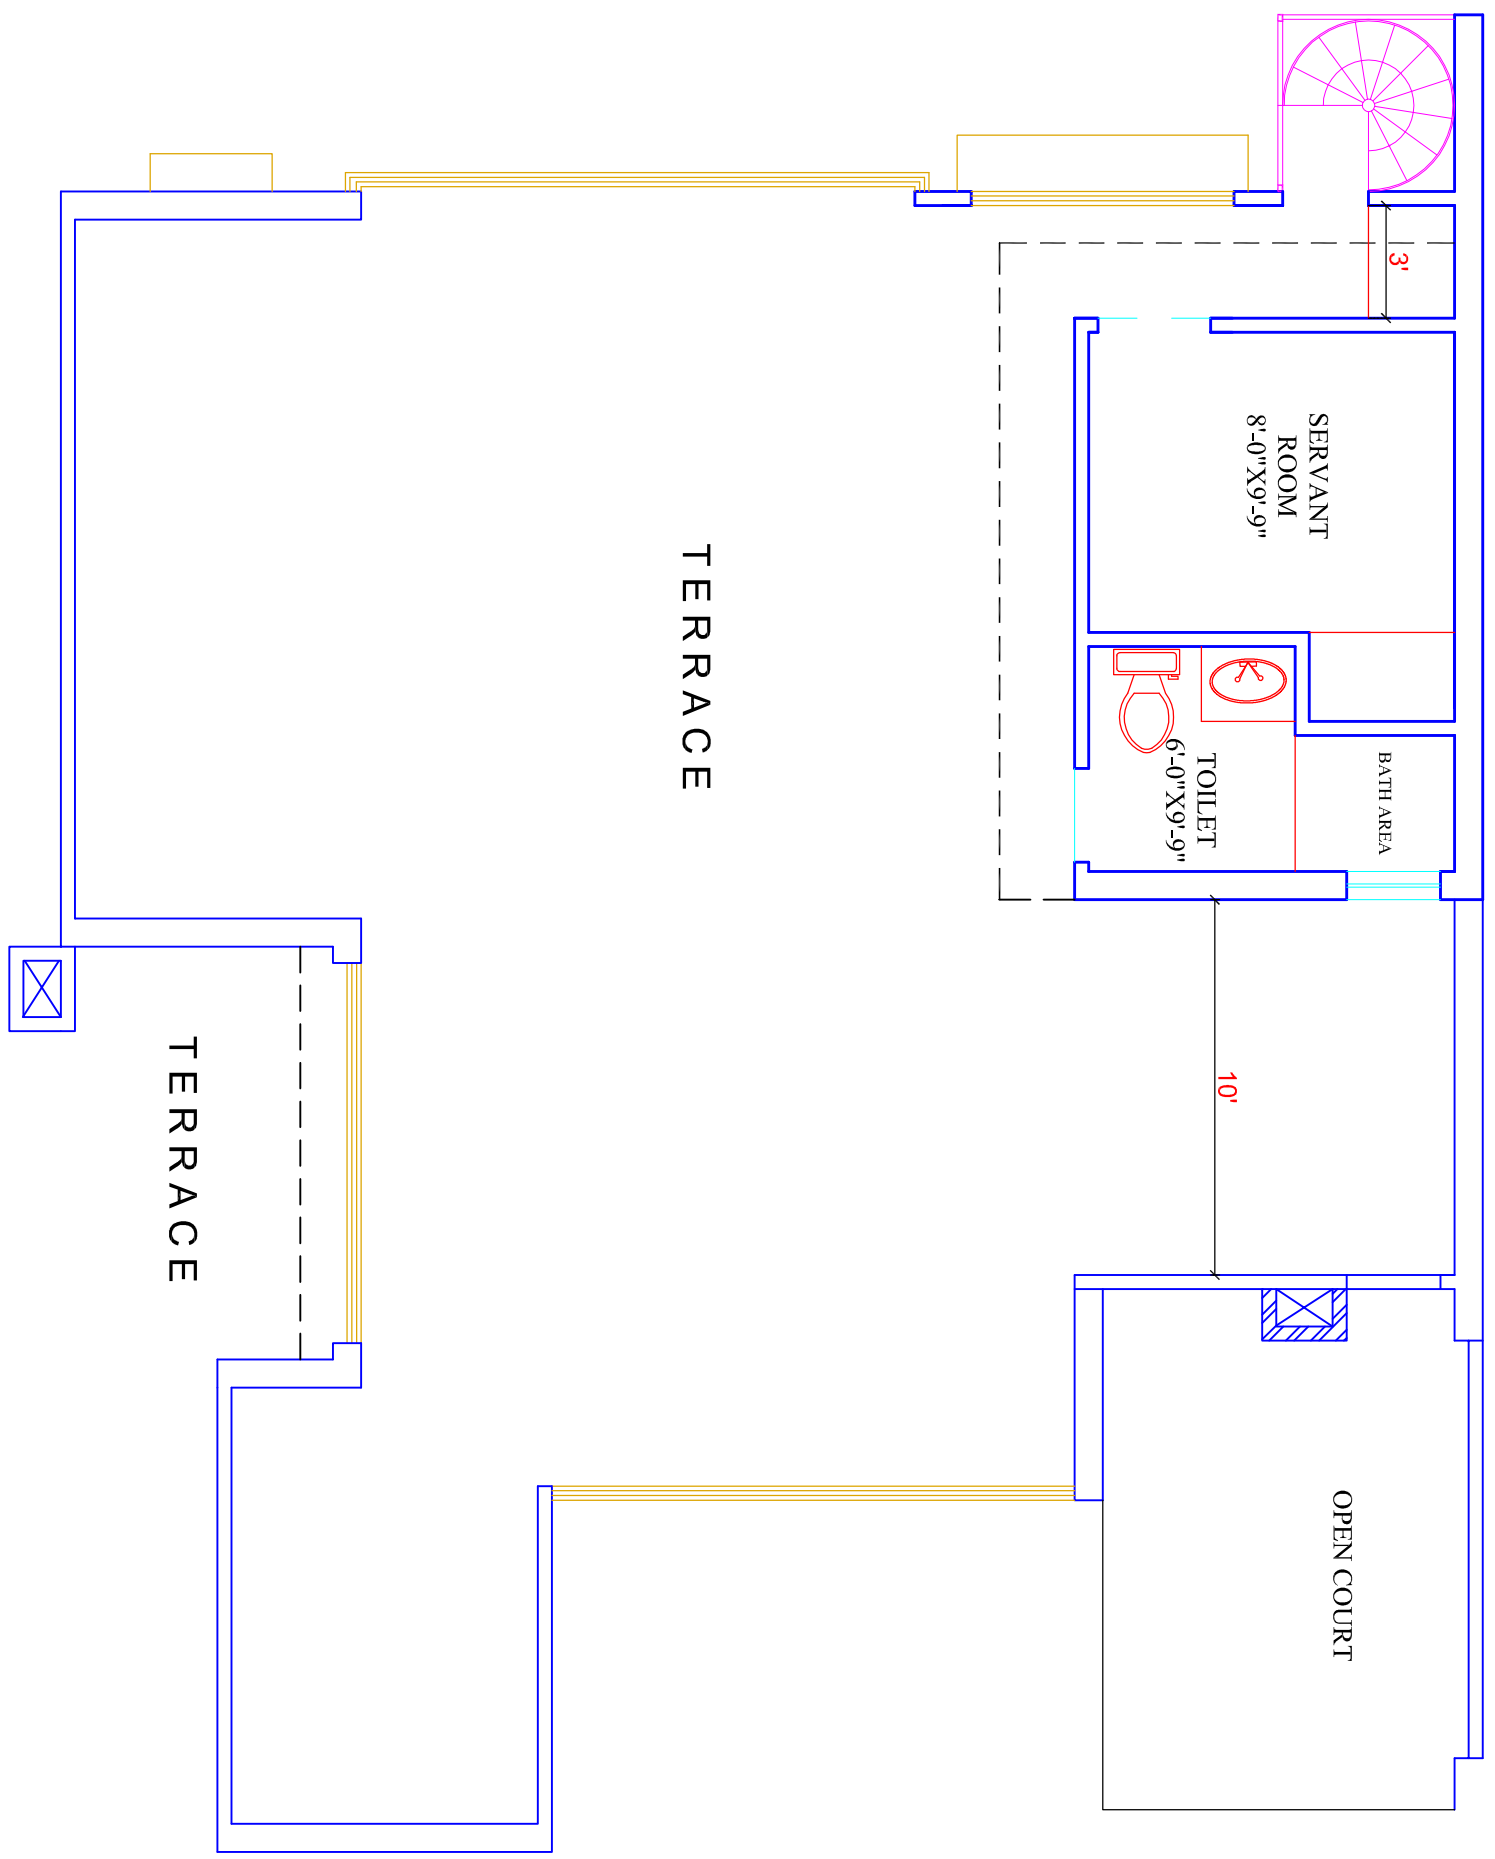 3'
SERVANT
ROOM
8'-0"X9'-9"
TERRACE
TOILET
6'-0"X9'-9"
BATH AREA
10'
TERRACE
OPEN COURT